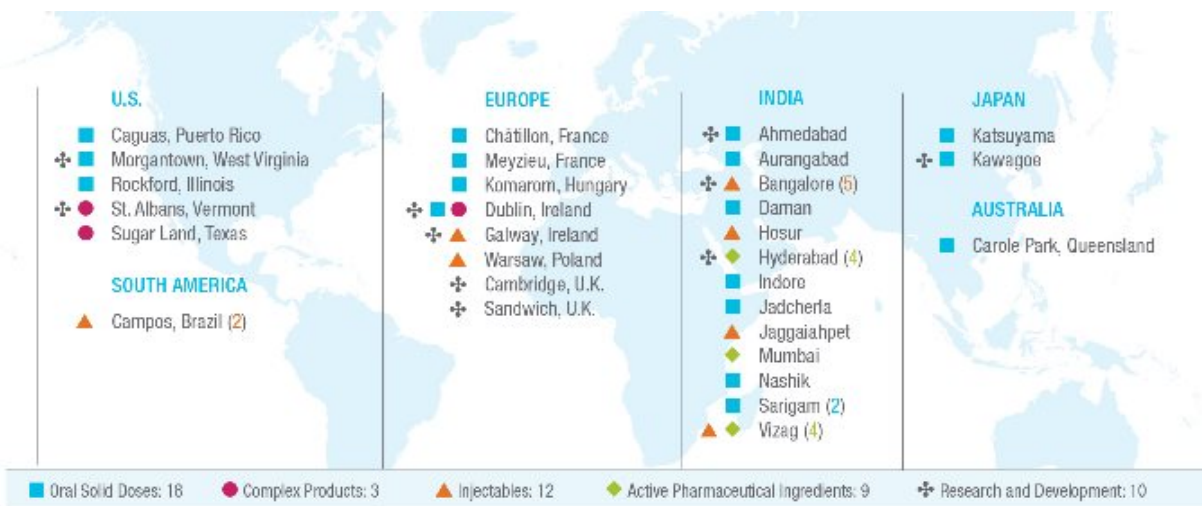 U.S.
Caguas, Puerto Rico
Morgantown, West Virginia
Rockford, Illinois
St. Albans, Vermont
Sugar Land, Texas
SOUTH AMERICA
Campos, Brazil (2)
EUROPE
Châtillon, France
Meyzieu, France
Komarom, Hungary
Dublin, Ireland
Galway, Ireland
Warsaw, Poland
Cambridge, U.K.
Sandwich, U.K.
INDIA
Ahmedabad
Aurangabad
Bangalore (5)
Daman
Hosur
Hyderabad (4)
Indore
Jadcherla
Jaggaiahpet
Mumbai
Nashik
Sarigam (2)
Vizag (4)
JAPAN
Katsuyama
Kawagoe
AUSTRALIA
Carole Park, Queensland
Oral Solid Doses: 18 Complex Products: 3 Injectables: 12 Active Pharmaceutical Ingredients: 9 Research and Development: 10